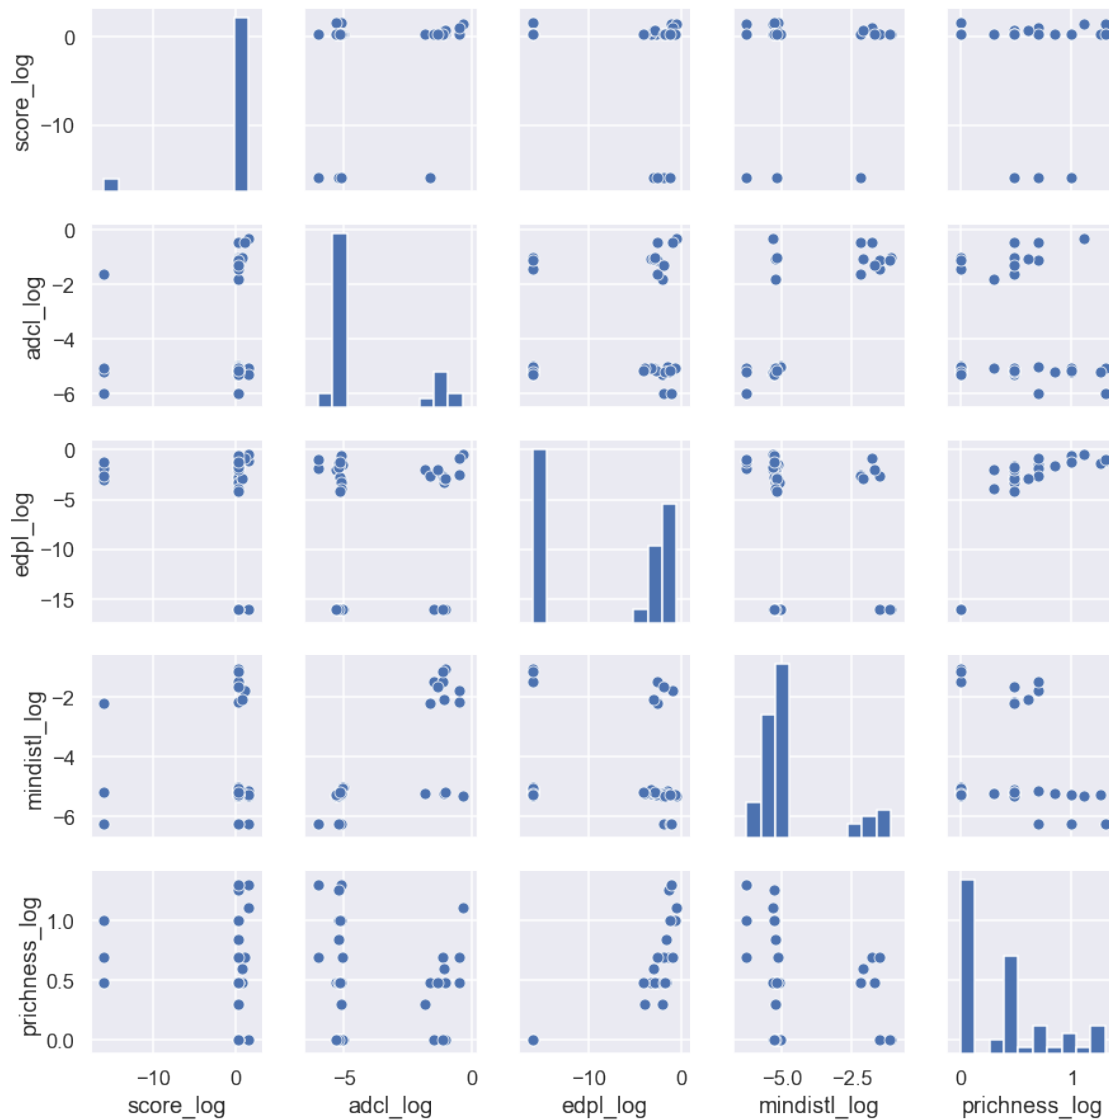 score_log
0
−10
adcl_log
0
−2
−4
−6
edpl_log
0
−5
−10
−15
mindistl_log
−2
−4
−6
prichness_log
1.0
0.5
0.0
−10 0 −5 0 −10 0 −5.0 −2.5 0 1
score_log adcl_log edpl_log mindistl_log prichness_log